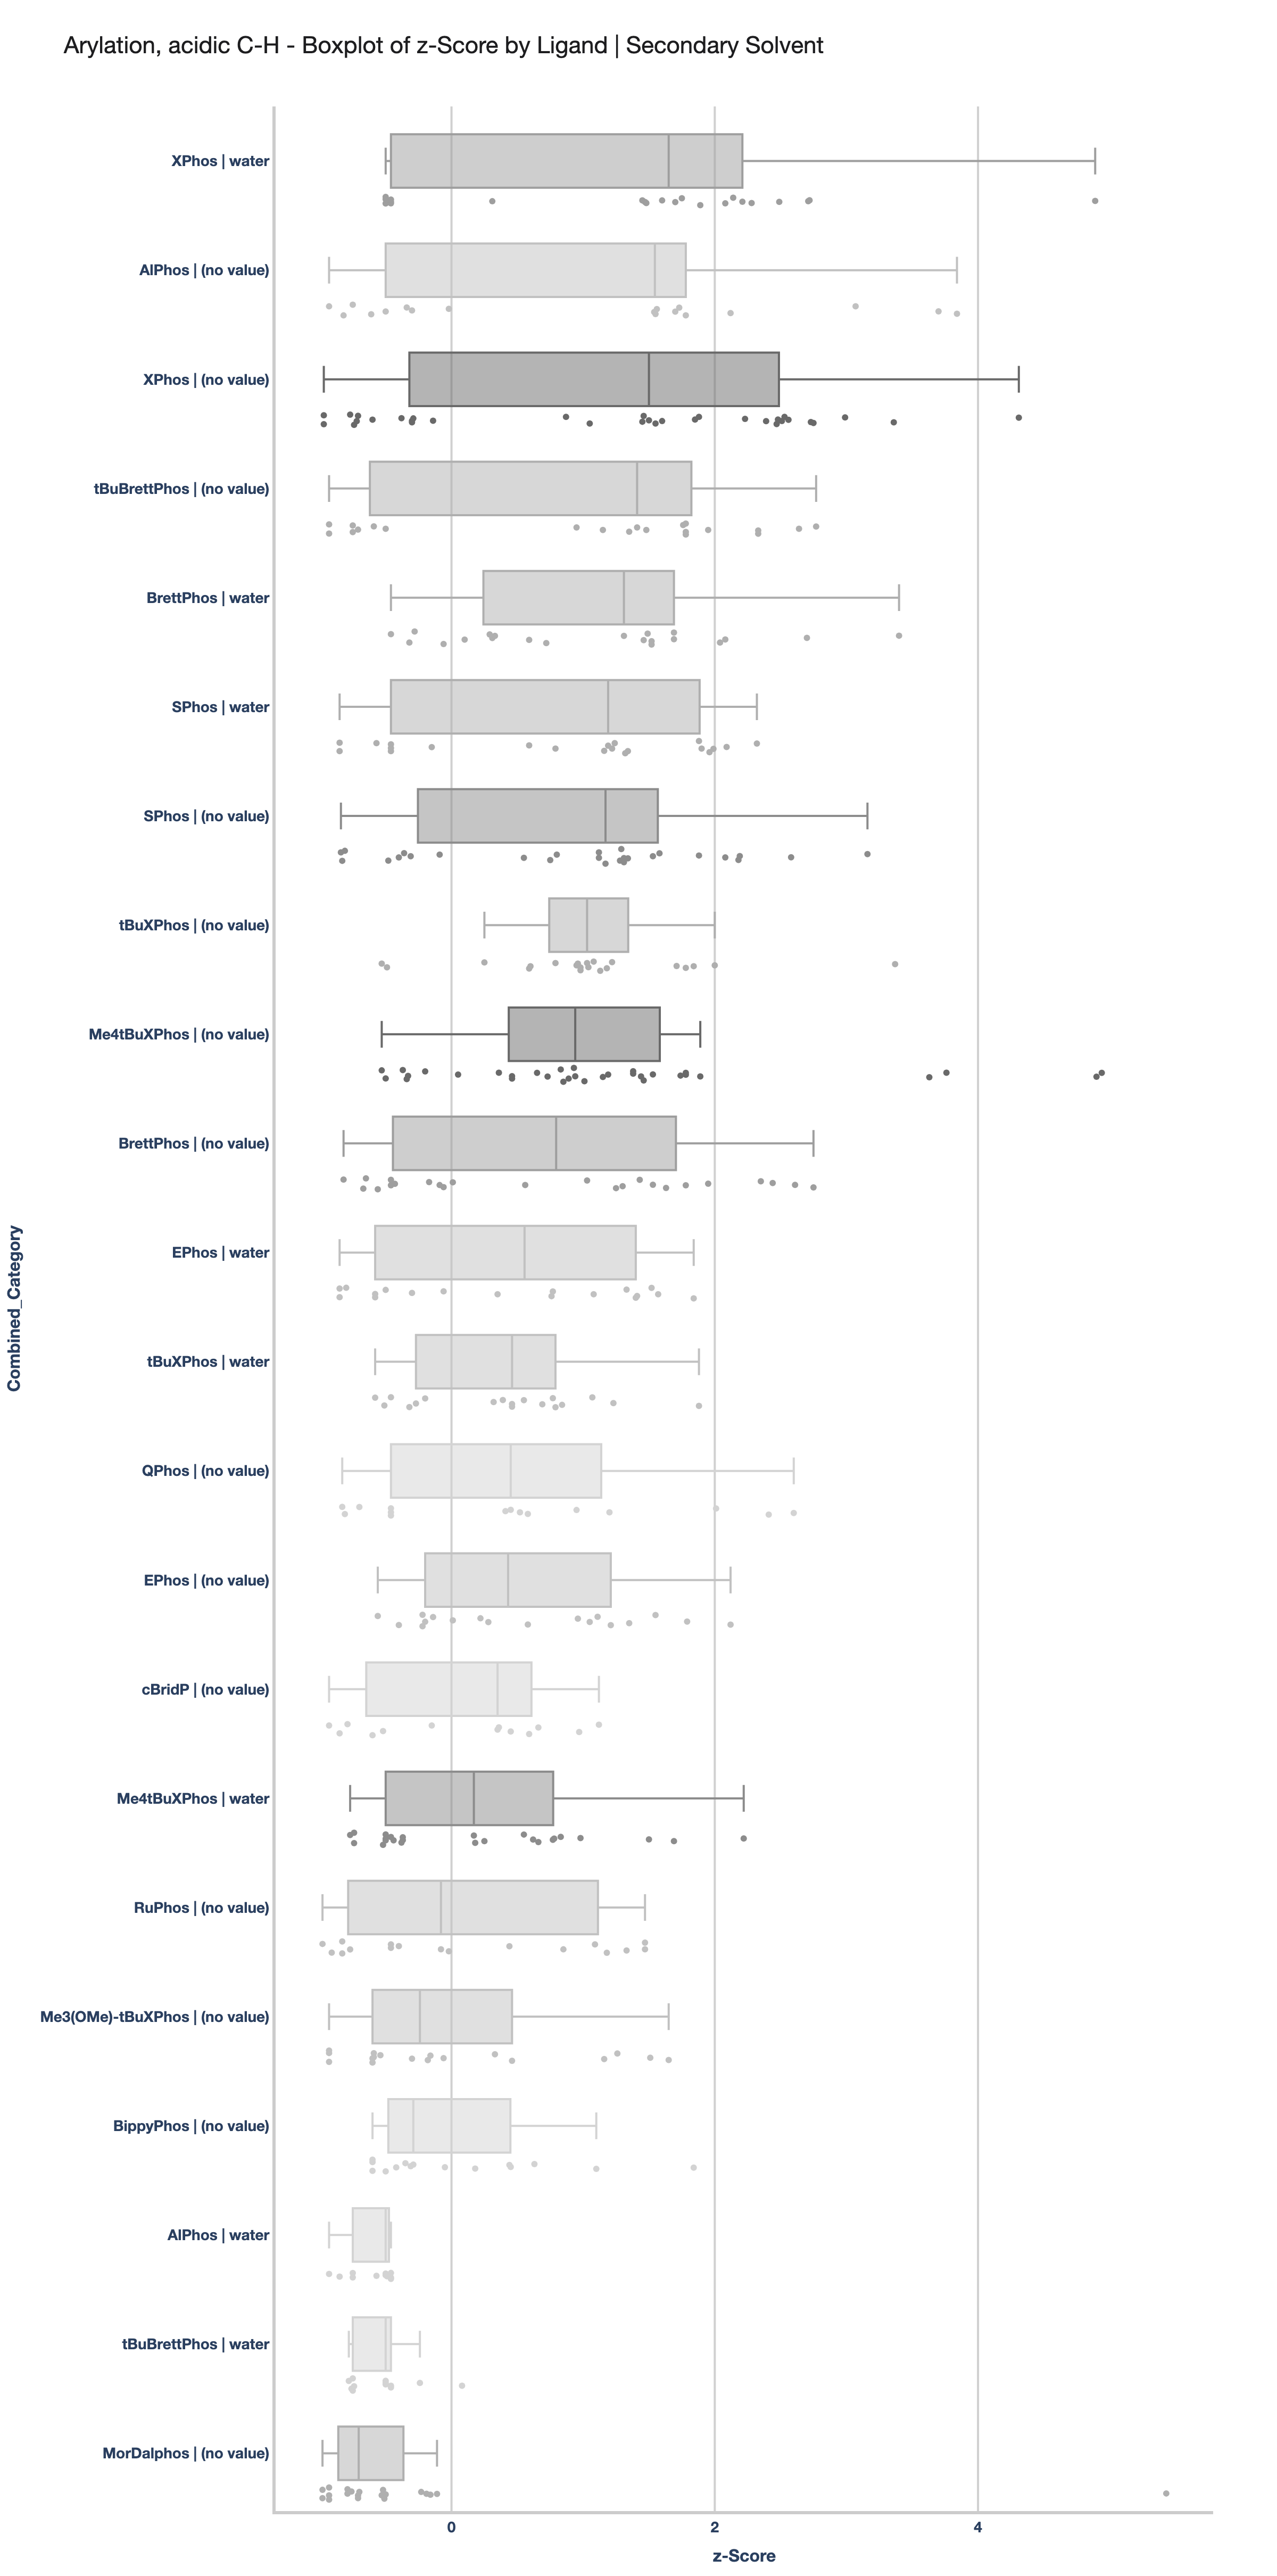 Arylation, acidic C-H - Boxplot of z-Score by Ligand | Secondary Solvent
XPhos | water
AlPhos | (no value)
XPhos | (no value)
tBuBrettPhos | (no value)
BrettPhos | water
SPhos | water
SPhos | (no value)
tBuXPhos | (no value)
Me4tBuXPhos | (no value)
BrettPhos | (no value)
EPhos | water
tBuXPhos | water
QPhos | (no value)
EPhos | (no value)
cBridP | (no value)
Me4tBuXPhos | water
RuPhos | (no value)
Me3(OMe)-tBuXPhos | (no value)
BippyPhos | (no value)
AlPhos | water
tBuBrettPhos | water
MorDalphos | (no value)
Combined_Category
0 2 4
z-Score